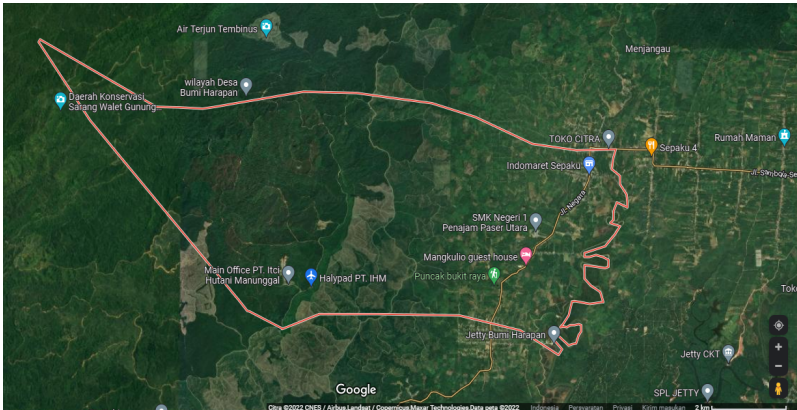 Air Terjun Tembinus
Menjangau
wilayah Desa
Bumi Harapan
Daerah Konservasi
Sarang Walet Gunung
TOKO CITRA
Sepaku 4
Rumah Maman
Indomaret Sepaku
Jl. Negara
SMK Negeri 1
Penajam Paser Utara
Mangkulio guest house
Main Office PT. Itci
Hutani Manunggal
Halypad PT. IHM
Puncak bukit raya
Toko
Jetty Bumi Harapan
Jetty CKT
Google
SPL JETTY
Citra ©2022 CNES / Airbus,Landsat / Copernicus,Maxar Technologies,Data peta ©2022 Indonesia Persyaratan Privasi Kirim masukan 2 km